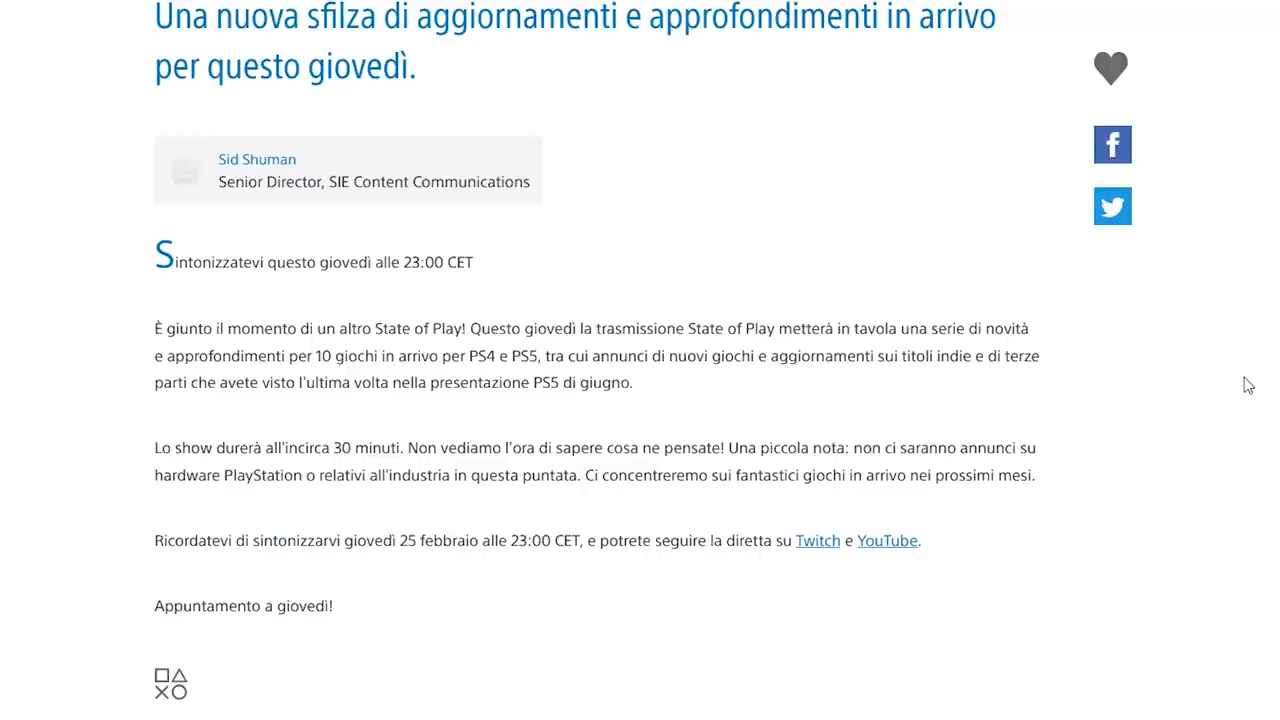 Una nuova sfilza di aggiornamenti e approfondimenti in arrivo
per questo giovedì.
Sid Shuman
Senior Director, SIE Content Communications
Sintonizzatevi questo giovedì alle 23:00 CET
È giunto il momento di un altro State of Play! Questo giovedì la trasmissione State of Play metterà in tavola una serie di novità
e approfondimenti per 10 giochi in arrivo per PS4 e PS5, tra cui annunci di nuovi giochi e aggiornamenti sui titoli indie e di terze
parti che avete visto l'ultima volta nella presentazione PS5 di giugno.
Lo show durerà all'incirca 30 minuti. Non vediamo l'ora di sapere cosa ne pensate! Una piccola nota: non ci saranno annunci su
hardware PlayStation o relativi all'industria in questa puntata. Ci concentreremo sui fantastici giochi in arrivo nei prossimi mesi.
Ricordatevi di sintonizzarvi giovedì 25 febbraio alle 23:00 CET, e potrete seguire la diretta su Twitch e YouTube.
Appuntamento a giovedì!